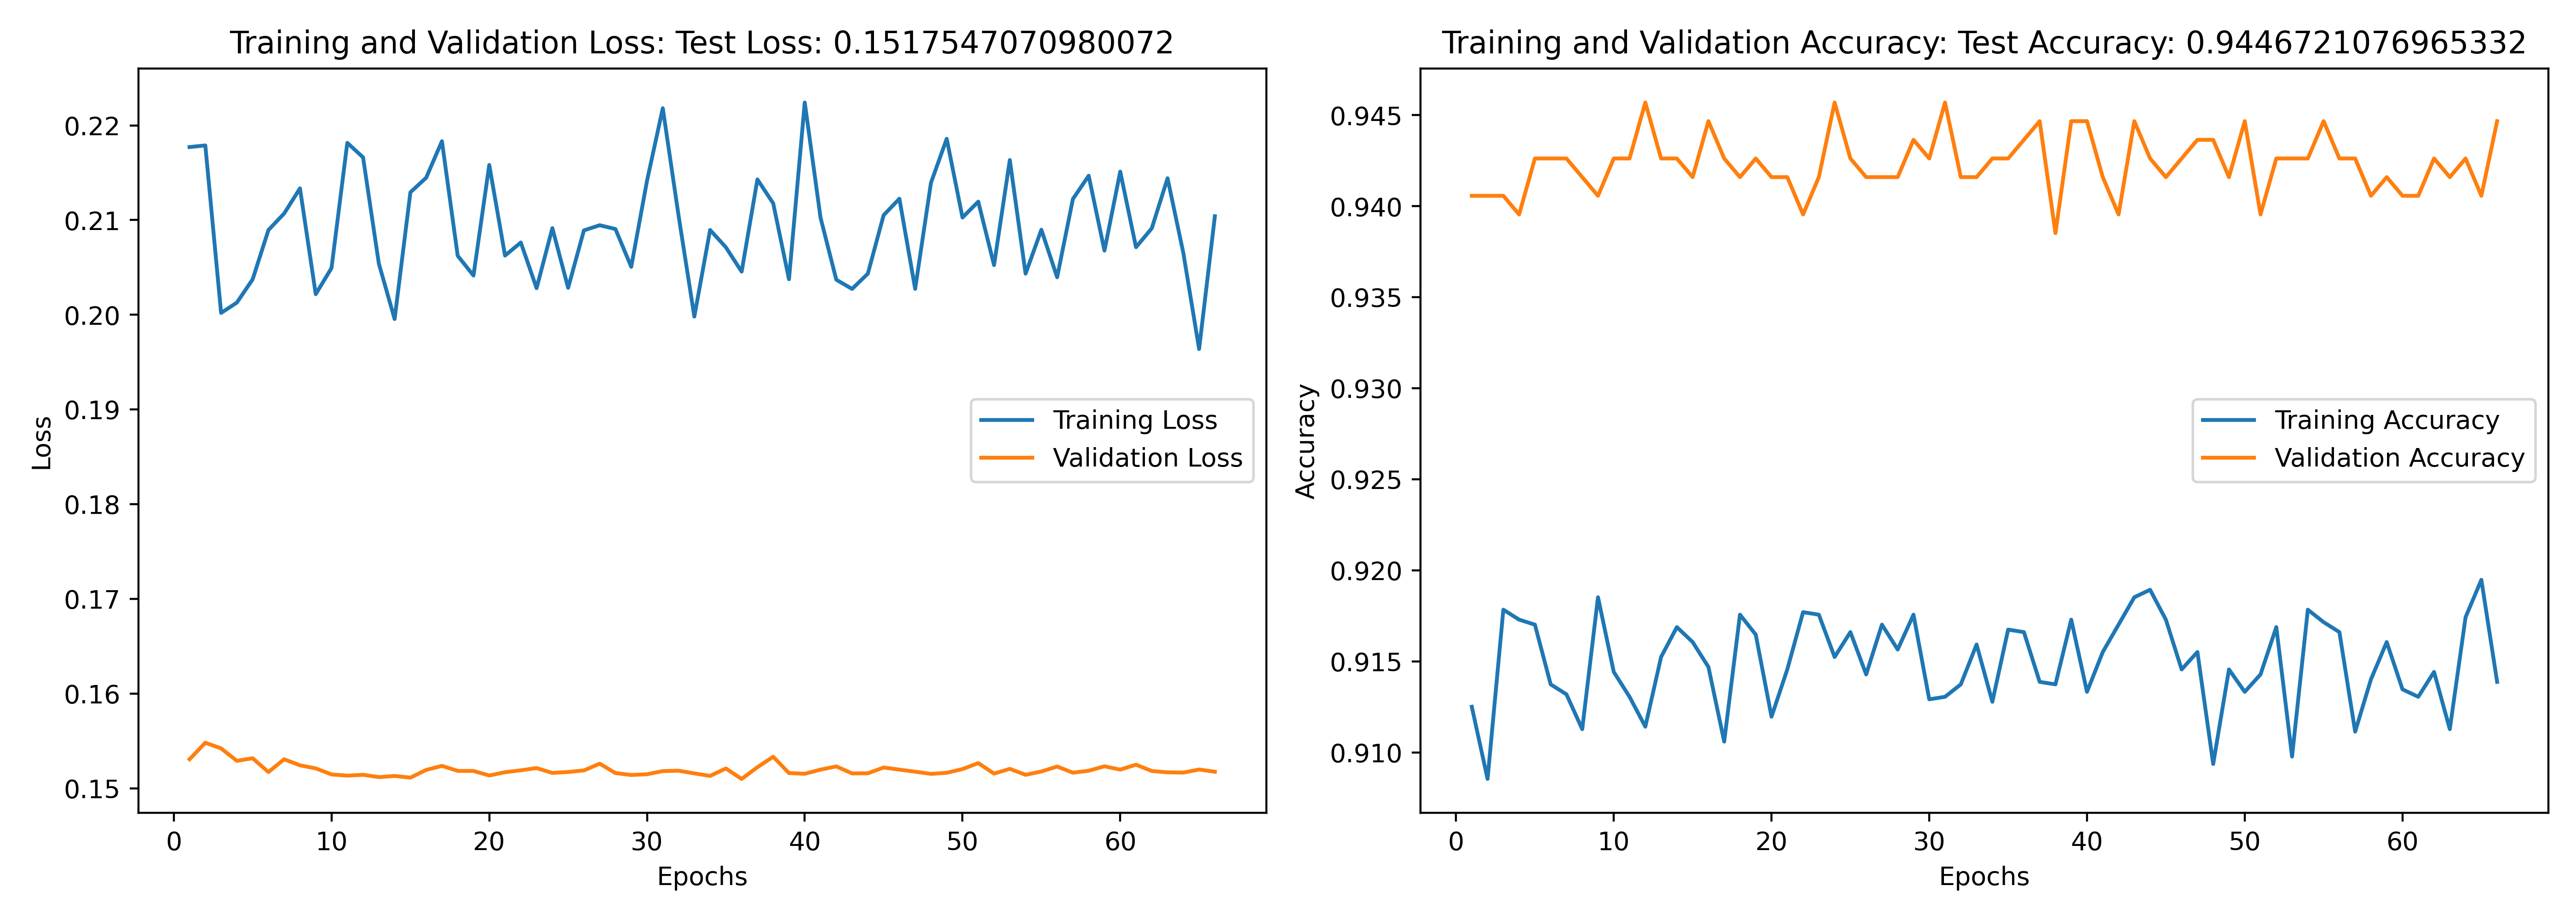 Training and Validation Loss: Test Loss: 0.1517547070980072
0.22
0.21
0.20
0.19
0.18
0.17
0.16
0.15
Loss
Training Loss
Validation Loss
0 10 20 30 40 50 60
Epochs
Training and Validation Accuracy: Test Accuracy: 0.9446721076965332
0.945
0.940
0.935
0.930
0.925
0.920
0.915
0.910
Accuracy
Training Accuracy
Validation Accuracy
0 10 20 30 40 50 60
Epochs